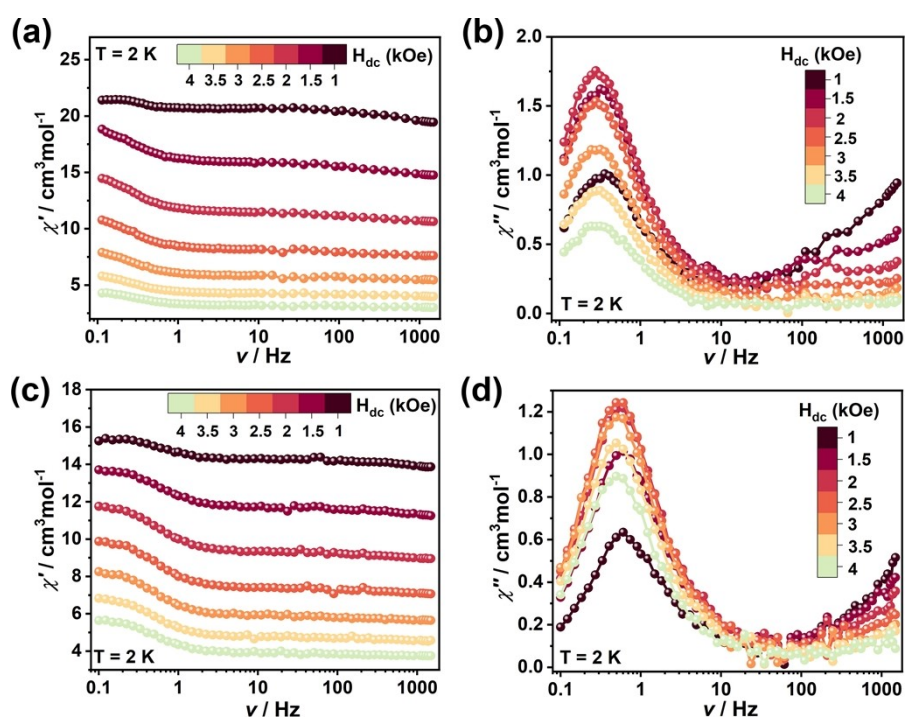 (a)
T = 2 K
H_dc (kOe)
4 3.5 3 2.5 2 1.5 1
χ′ / cm³mol⁻¹
25
20
15
10
5
0.1 1 10 100 1000
ν / Hz
(b)
H_dc (kOe)
1
1.5
2
2.5
3
3.5
4
χ″ / cm³mol⁻¹
2.0
1.5
1.0
0.5
0.0
T = 2 K
0.1 1 10 100 1000
ν / Hz
(c)
H_dc (kOe)
4 3.5 3 2.5 2 1.5 1
χ′ / cm³mol⁻¹
18
16
14
12
10
8
6
4
T = 2 K
0.1 1 10 100 1000
ν / Hz
(d)
H_dc (kOe)
1
1.5
2
2.5
3
3.5
4
χ″ / cm³mol⁻¹
1.2
1.0
0.8
0.6
0.4
0.2
0.0
T = 2 K
0.1 1 10 100 1000
ν / Hz